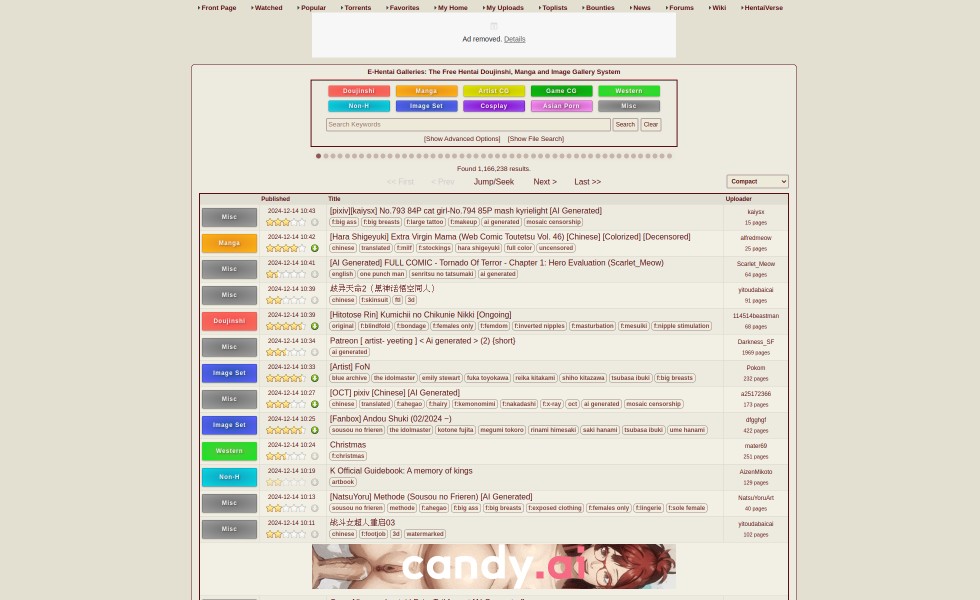 Front Page Watched Popular Torrents Favorites My Home My Uploads Toplists Bounties News Forums Wiki HentaiVerse
Ad removed. Details
E-Hentai Galleries: The Free Hentai Doujinshi, Manga and Image Gallery System
Doujinshi Manga Artist CG Game CG Western
Non-H Image Set Cosplay Asian Porn Misc
Search Keywords Search Clear
[Show Advanced Options] [Show File Search]
Found 1,166,238 results.
<< First < Prev Jump/Seek Next > Last >> Compact
Published Title Uploader
Misc 2024-12-14 10:43 [pixiv][kaiysx] No.793 84P cat girl-No.794 85P mash kyrielight [AI Generated] kaiysx
f:big ass f:big breasts f:large tattoo f:makeup ai generated mosaic censorship 15 pages
Manga 2024-12-14 10:42 [Hara Shigeyuki] Extra Virgin Mama (Web Comic Toutetsu Vol. 46) [Chinese] [Colorized] [Decensored] alfredmeow
chinese translated f:milf f:stockings hara shigeyuki full color uncensored 25 pages
Misc 2024-12-14 10:41 [AI Generated] FULL COMIC - Tornado Of Terror - Chapter 1: Hero Evaluation (Scarlet_Meow) Scarlet_Meow
english one punch man senritsu no tatsumaki ai generated 64 pages
Misc 2024-12-14 10:39 战异天命2（黑神话悟空同人） yitoudabaicai
chinese f:skinsuit 3d 91 pages
Doujinshi 2024-12-14 10:39 [Hitotose Rin] Kumichii no Chikunie Nikki [Ongoing] 114514beastman
original f:blindfold f:bondage f:females only f:femdom f:inverted nipples f:masturbation f:mesuiki f:nipple stimulation 68 pages
Misc 2024-12-14 10:34 Patreon [ artist- yeeting ] < Ai generated > (2) {short} Darkness_SF
ai generated 1969 pages
Image Set 2024-12-14 10:33 [Artist] FoN Pokom
blue archive the idolmaster emily stewart fuka toyokawa reika kitakami shiho kitazawa tsubasa ibuki f:big breasts 232 pages
Misc 2024-12-14 10:27 [OCT] pixiv [Chinese] [AI Generated] a25172366
chinese translated f:ahegao f:hairy f:kemonomimi f:nakadashi f:x-ray oct ai generated mosaic censorship 173 pages
Image Set 2024-12-14 10:25 [Fanbox] Andou Shuki (02/2024 ~) dfgghgf
sousou no frieren the idolmaster kotone fujita megumi tokoro rinami himesaki saki hanami tsubasa ibuki ume hanami 422 pages
Western 2024-12-14 10:24 Christmas mater69
f:christmas 251 pages
Non-H 2024-12-14 10:19 K Official Guidebook: A memory of kings AizenMikoto
artbook 129 pages
Misc 2024-12-14 10:13 [NatsuYoru] Methode (Sousou no Frieren) [AI Generated] NatsuYoruArt
sousou no frieren methode f:ahegao f:big ass f:big breasts f:exposed clothing f:females only f:lingerie f:sole female 40 pages
Misc 2024-12-14 10:11 战斗女超人重启03 yitoudabaicai
chinese f:footjob 3d watermarked 102 pages
candy.ai